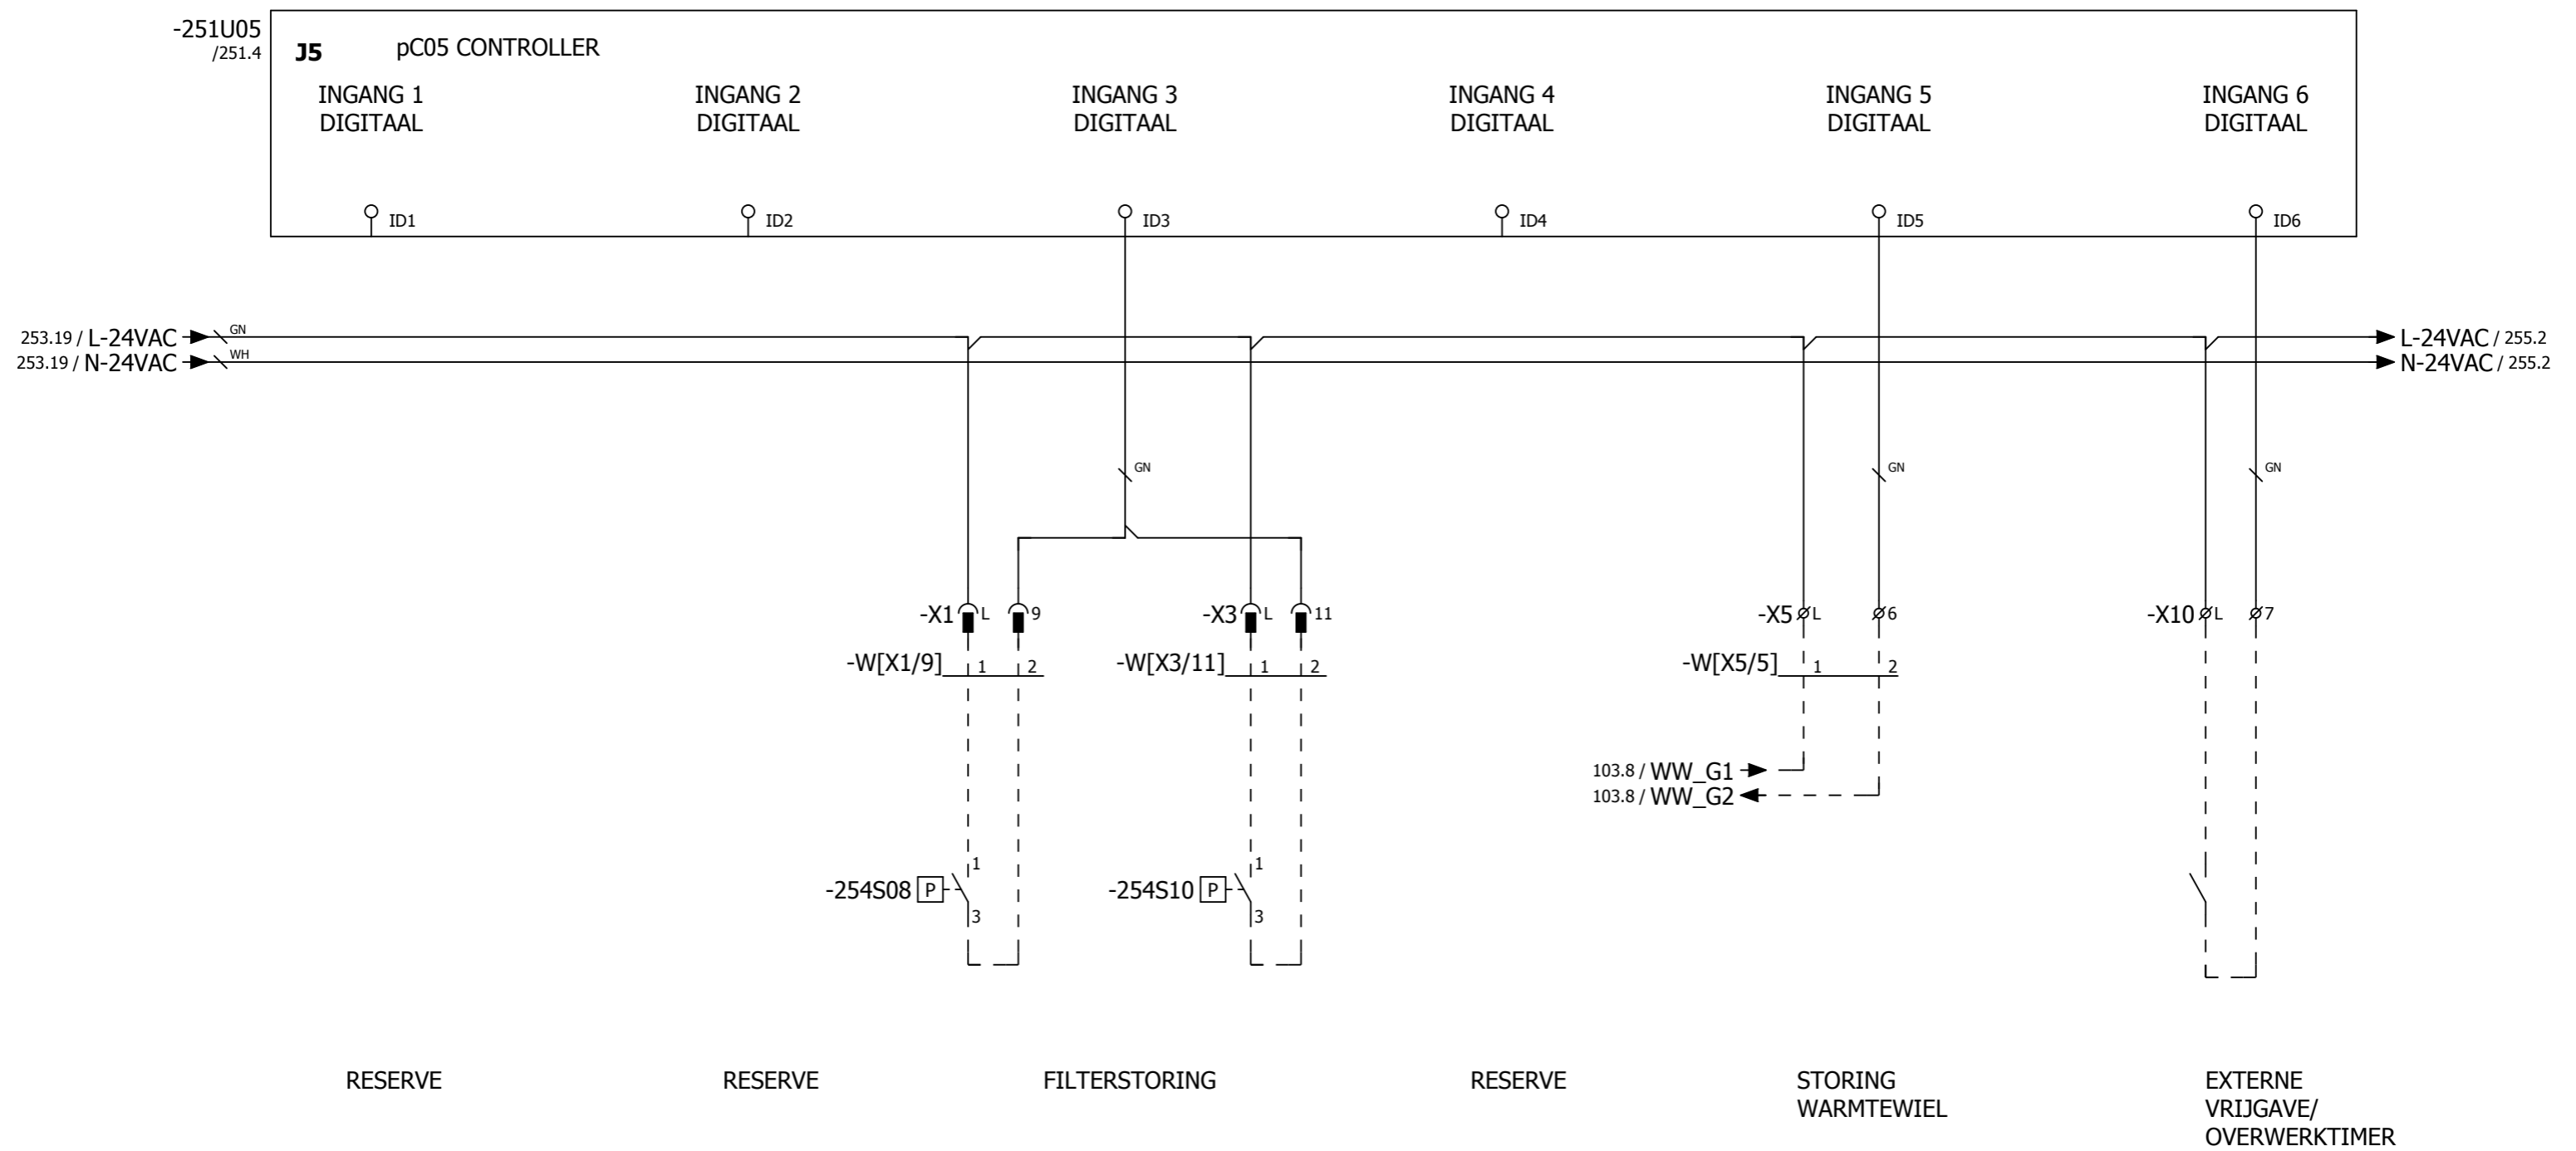 -251U05
/251.4
J5 pC05 CONTROLLER
INGANG 1 INGANG 2 INGANG 3 INGANG 4 INGANG 5 INGANG 6
DIGITAAL DIGITAAL DIGITAAL DIGITAAL DIGITAAL DIGITAAL
ID1 ID2 ID3 ID4 ID5 ID6
253.19 / L-24VAC GN L-24VAC / 255.2
253.19 / N-24VAC WH N-24VAC / 255.2
GN GN GN
-X1 L 9 -X3 L 11 -X5 L 6 -X10 L 7
-W[X1/9] 1 2 -W[X3/11] 1 2 -W[X5/5] 1 2
103.8 / WW_G1
103.8 / WW_G2
1 1
-254S08 P -254S10 P
3 3
RESERVE RESERVE FILTERSTORING RESERVE STORING EXTERNE
WARMTEWIEL VRIJGAVE/
OVERWERKTIMER